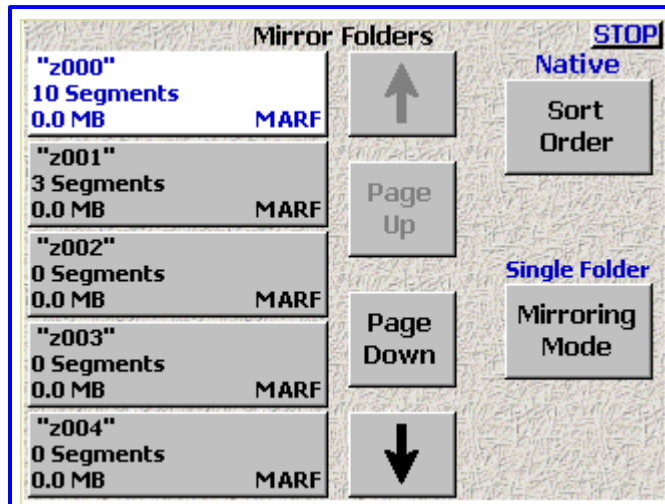 Mirror Folders
STOP
"z000"
10 Segments
0.0 MB MARF
"z001"
3 Segments
0.0 MB MARF
"z002"
0 Segments
0.0 MB MARF
"z003"
0 Segments
0.0 MB MARF
"z004"
0 Segments
0.0 MB MARF
Page
Up
Page
Down
Native
Sort
Order
Single Folder
Mirroring
Mode